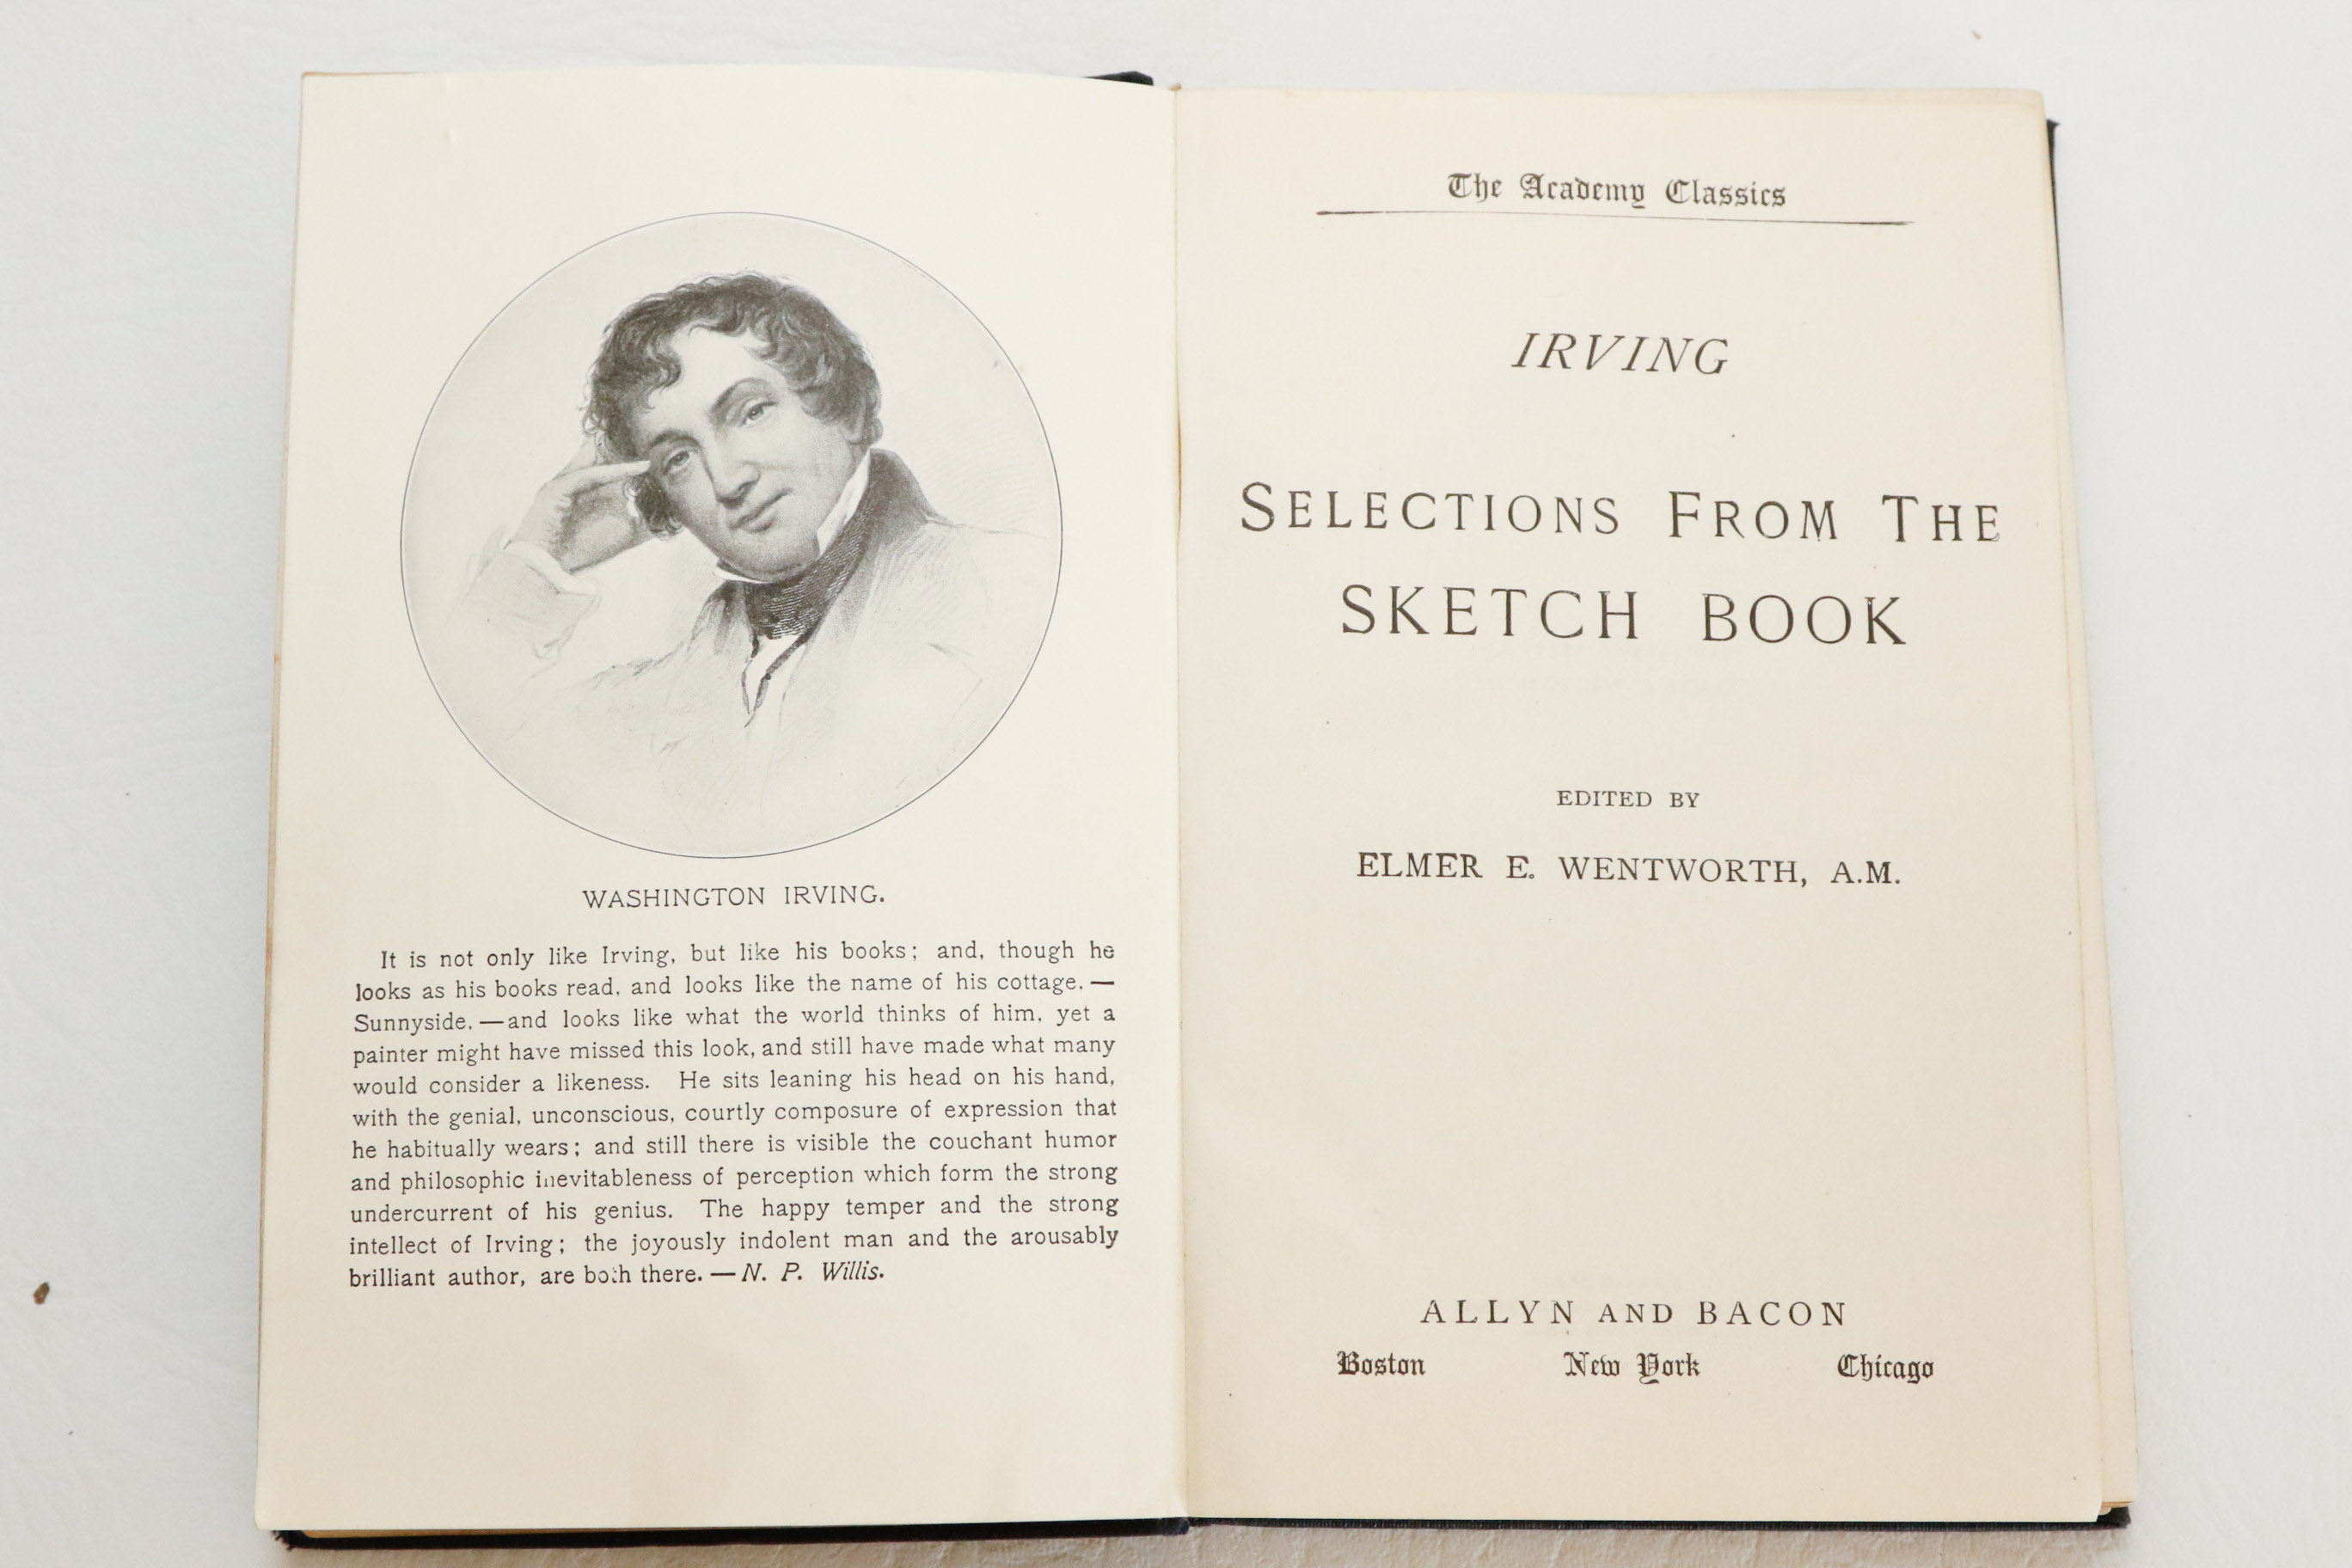 WASHINGTON IRVING.
It is not only like Irving, but like his books; and, though he
looks as his books read, and looks like the name of his cottage, —
Sunnyside, — and looks like what the world thinks of him, yet a
painter might have missed this look, and still have made what many
would consider a likeness. He sits leaning his head on his hand,
with the genial, unconscious, courtly composure of expression that
he habitually wears; and still there is visible the couchant humor
and philosophic inevitableness of perception which form the strong
undercurrent of his genius. The happy temper and the strong
intellect of Irving; the joyously indolent man and the arousably
brilliant author, are both there. — N. P. Willis.
The Academy Classics
IRVING
SELECTIONS FROM THE
SKETCH BOOK
EDITED BY
ELMER E. WENTWORTH, A.M.
ALLYN AND BACON
Boston New York Chicago